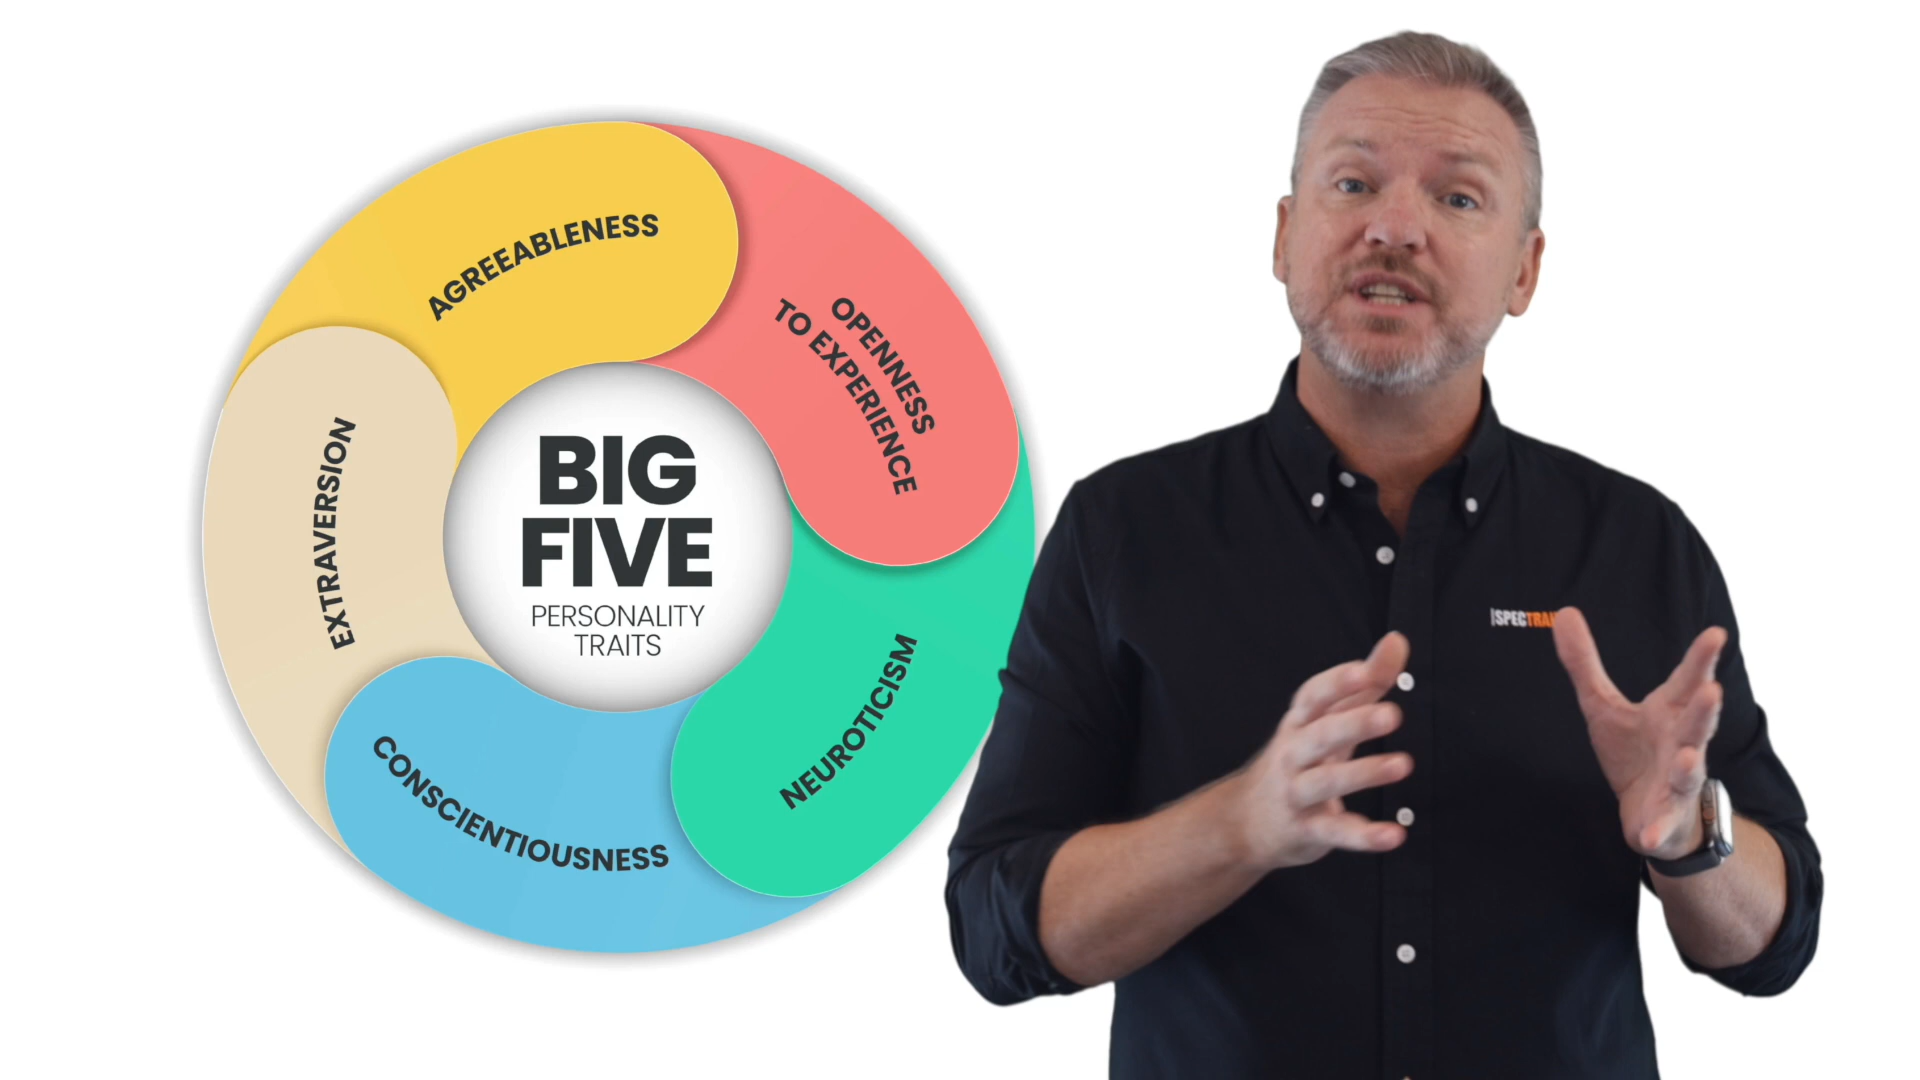 AGREEABLENESS
OPENNESS
TO EXPERIENCE
EXTRAVERSION
BIG
FIVE
PERSONALITY
TRAITS
NEUROTICISM
CONSCIENTIOUSNESS